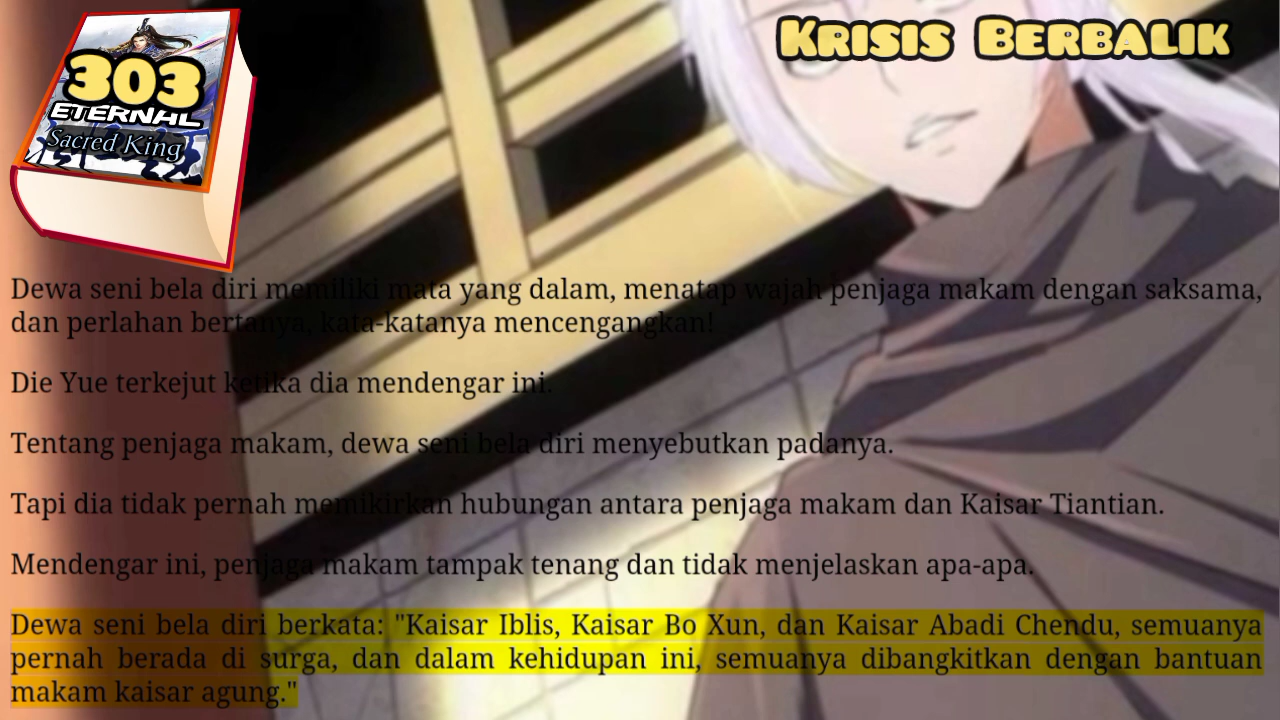 303
ETERNAL
Sacred King
Krisis Berbalik
Dewa seni bela diri memiliki mata yang dalam, menatap wajah penjaga makam dengan saksama,
dan perlahan bertanya, kata-katanya mencengangkan!
Die Yue terkejut ketika dia mendengar ini.
Tentang penjaga makam, dewa seni bela diri menyebutkan padanya.
Tapi dia tidak pernah memikirkan hubungan antara penjaga makam dan Kaisar Tiantian.
Mendengar ini, penjaga makam tampak tenang dan tidak menjelaskan apa-apa.
Dewa seni bela diri berkata: "Kaisar Iblis, Kaisar Bo Xun, dan Kaisar Abadi Chendu, semuanya
pernah berada di surga, dan dalam kehidupan ini, semuanya dibangkitkan dengan bantuan
makam kaisar agung."